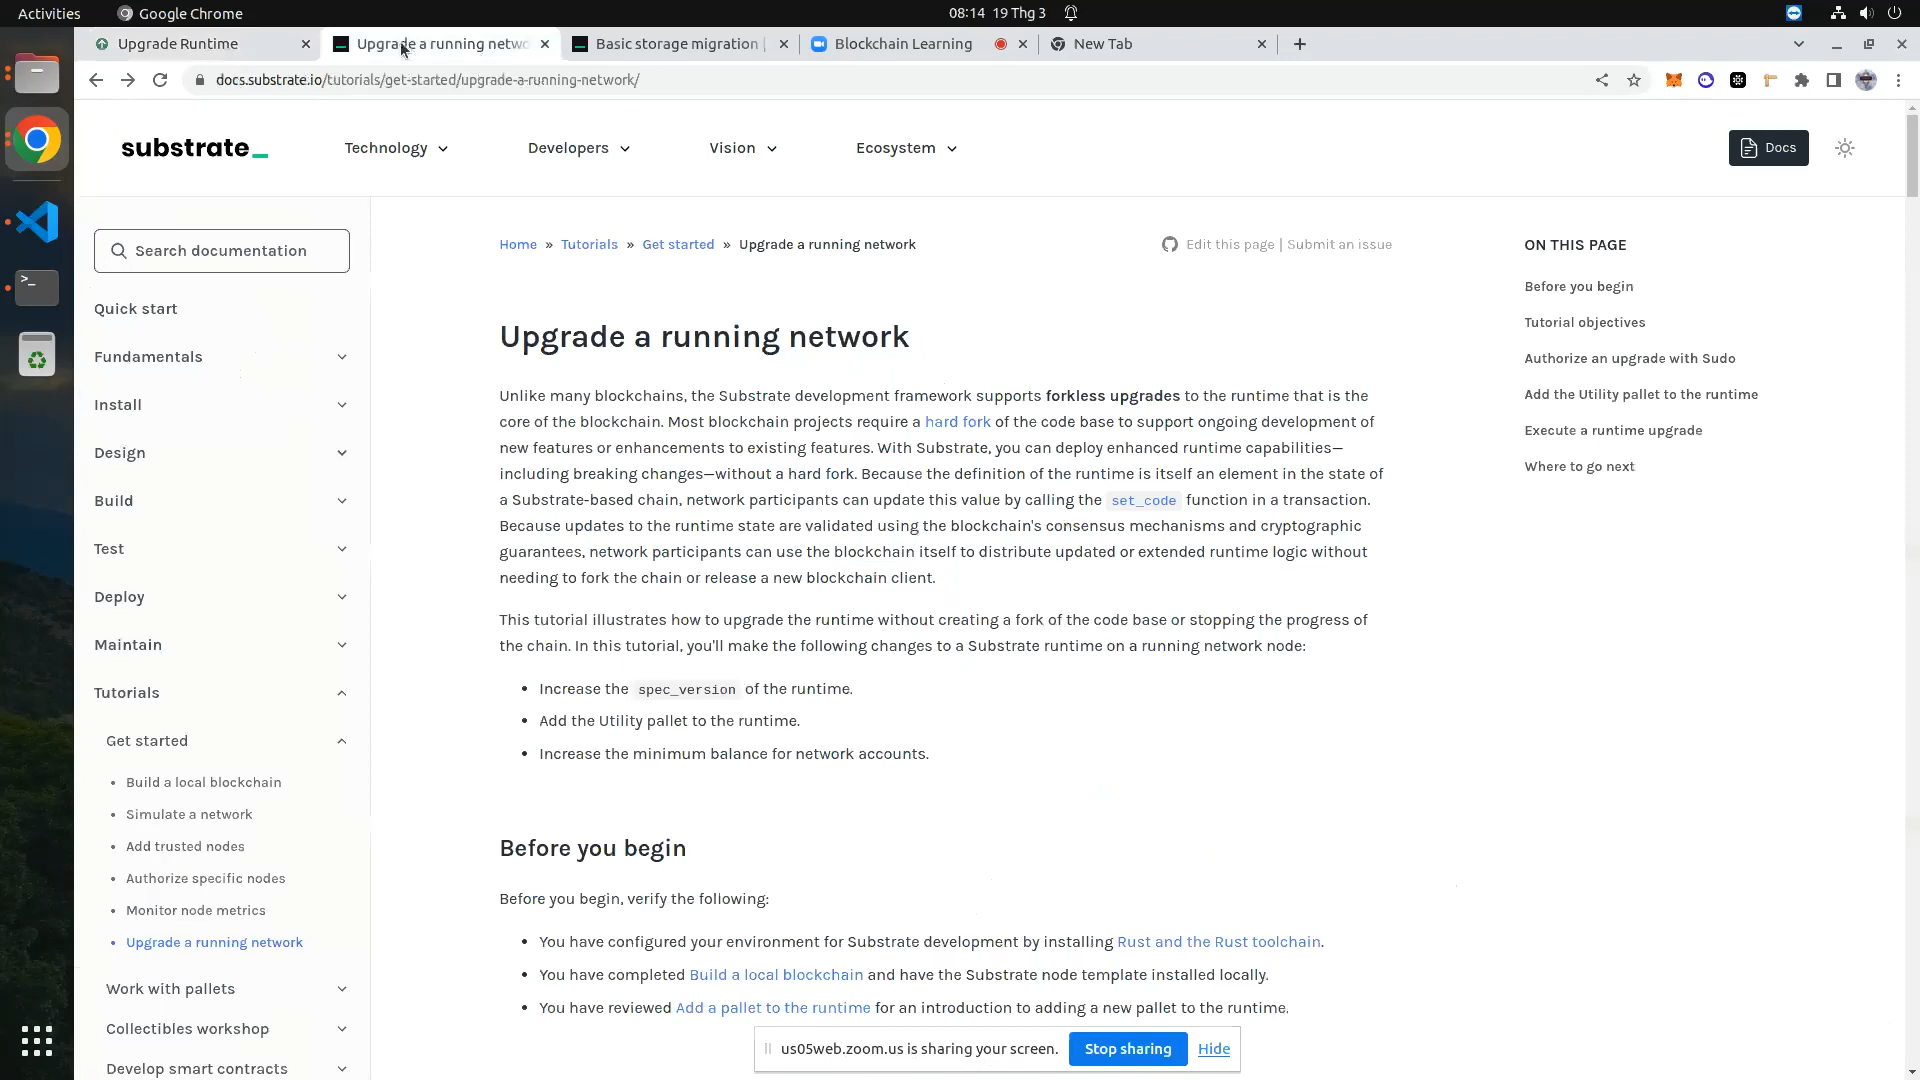 Activities Google Chrome 08:14 19 Thg 3
Upgrade Runtime Upgrade a running netwo Basic storage migration | Blockchain Learning New Tab
docs.substrate.io/tutorials/get-started/upgrade-a-running-network/
substrate_ Technology Developers Vision Ecosystem Docs
Search documentation
Quick start
Fundamentals
Install
Design
Build
Test
Deploy
Maintain
Tutorials
Get started
Build a local blockchain
Simulate a network
Add trusted nodes
Authorize specific nodes
Monitor node metrics
Upgrade a running network
Work with pallets
Collectibles workshop
Develop smart contracts
Home » Tutorials » Get started » Upgrade a running network Edit this page | Submit an issue
Upgrade a running network
Unlike many blockchains, the Substrate development framework supports forkless upgrades to the runtime that is the
core of the blockchain. Most blockchain projects require a hard fork of the code base to support ongoing development of
new features or enhancements to existing features. With Substrate, you can deploy enhanced runtime capabilities—
including breaking changes—without a hard fork. Because the definition of the runtime is itself an element in the state of
a Substrate-based chain, network participants can update this value by calling the set_code function in a transaction.
Because updates to the runtime state are validated using the blockchain's consensus mechanisms and cryptographic
guarantees, network participants can use the blockchain itself to distribute updated or extended runtime logic without
needing to fork the chain or release a new blockchain client.
This tutorial illustrates how to upgrade the runtime without creating a fork of the code base or stopping the progress of
the chain. In this tutorial, you'll make the following changes to a Substrate runtime on a running network node:
• Increase the spec_version of the runtime.
• Add the Utility pallet to the runtime.
• Increase the minimum balance for network accounts.
Before you begin
Before you begin, verify the following:
• You have configured your environment for Substrate development by installing Rust and the Rust toolchain.
• You have completed Build a local blockchain and have the Substrate node template installed locally.
• You have reviewed Add a pallet to the runtime for an introduction to adding a new pallet to the runtime.
ON THIS PAGE
Before you begin
Tutorial objectives
Authorize an upgrade with Sudo
Add the Utility pallet to the runtime
Execute a runtime upgrade
Where to go next
us05web.zoom.us is sharing your screen. Stop sharing Hide